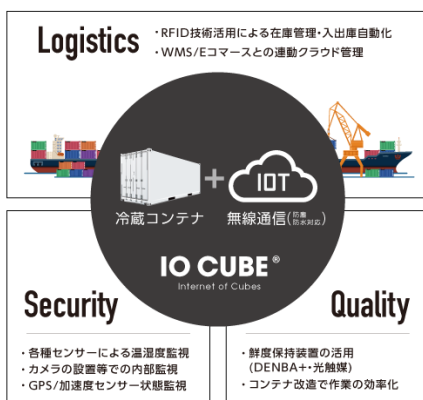 Logistics
・RFID技術活用による在庫管理・入出庫自動化
・WMS/Eコマースとの連動クラウド管理
IOT
冷蔵コンテナ
+
無線通信(防塵防水対応)
IO CUBE®
Internet of Cubes
Security
・各種センサーによる温湿度監視
・カメラの設置等での内部監視
・GPS/加速度センサー状態監視
Quality
・鮮度保持装置の活用
(DENBA+・光触媒)
・コンテナ改造で作業の効率化